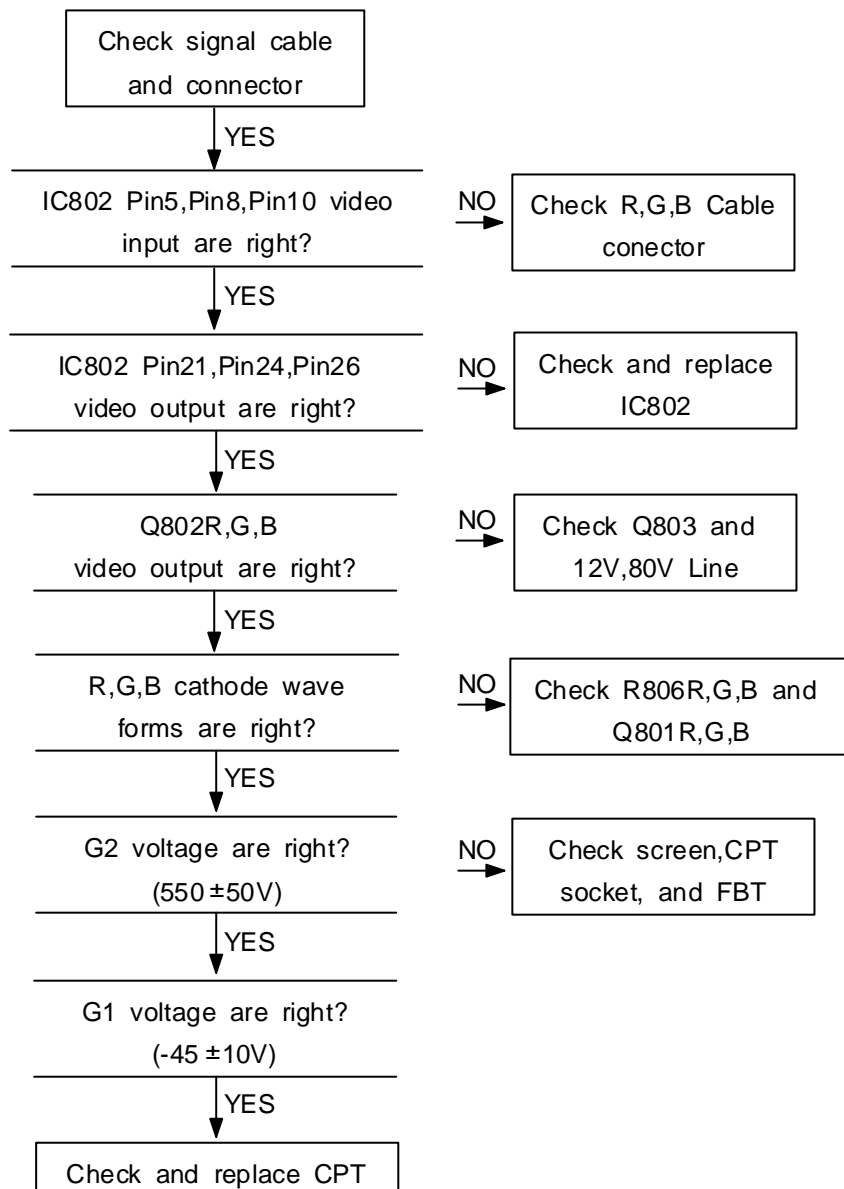 Check signal cable
and connector
YES
IC802 Pin5,Pin8,Pin10 video
input are right?
NO
Check R,G,B Cable
conector
YES
IC802 Pin21,Pin24,Pin26
video output are right?
NO
Check and replace
IC802
YES
Q802R,G,B
video output are right?
NO
Check Q803 and
12V,80V Line
YES
R,G,B cathode wave
forms are right?
NO
Check R806R,G,B and
Q801R,G,B
YES
G2 voltage are right?
(550±50V)
NO
Check screen,CPT
socket, and FBT
YES
G1 voltage are right?
(-45±10V)
YES
Check and replace CPT